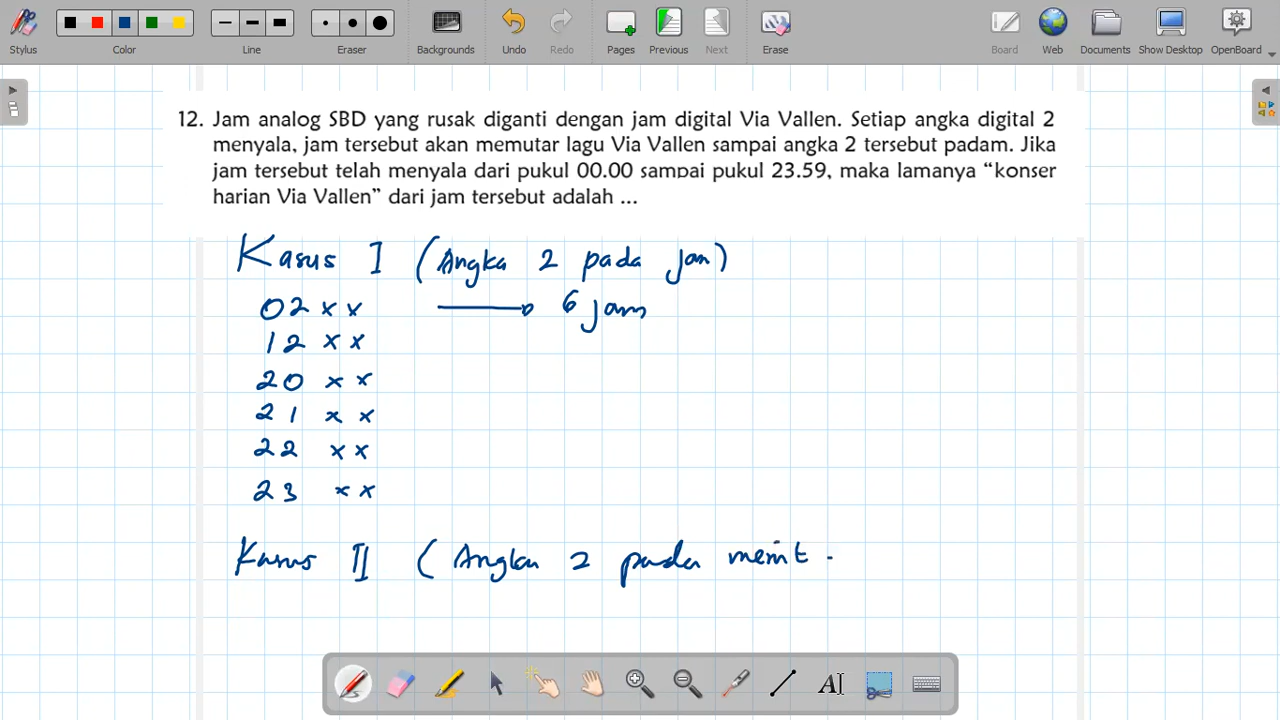 Stylus
Color
Line
Eraser
Backgrounds
Undo
Redo
Pages
Previous
Next
Erase
Board
Web
Documents
Show Desktop
OpenBoard
12. Jam analog SBD yang rusak diganti dengan jam digital Via Vallen. Setiap angka digital 2
menyala, jam tersebut akan memutar lagu Via Vallen sampai angka 2 tersebut padam. Jika
jam tersebut telah menyala dari pukul 00.00 sampai pukul 23.59, maka lamanya “konser
harian Via Vallen” dari jam tersebut adalah ...
Kasus I (Angka 2 pada jam)
02 x x → 6 jam
12 x x
20 x x
21 x x
22 x x
23 x x
Kasus II (Angka 2 pada menit